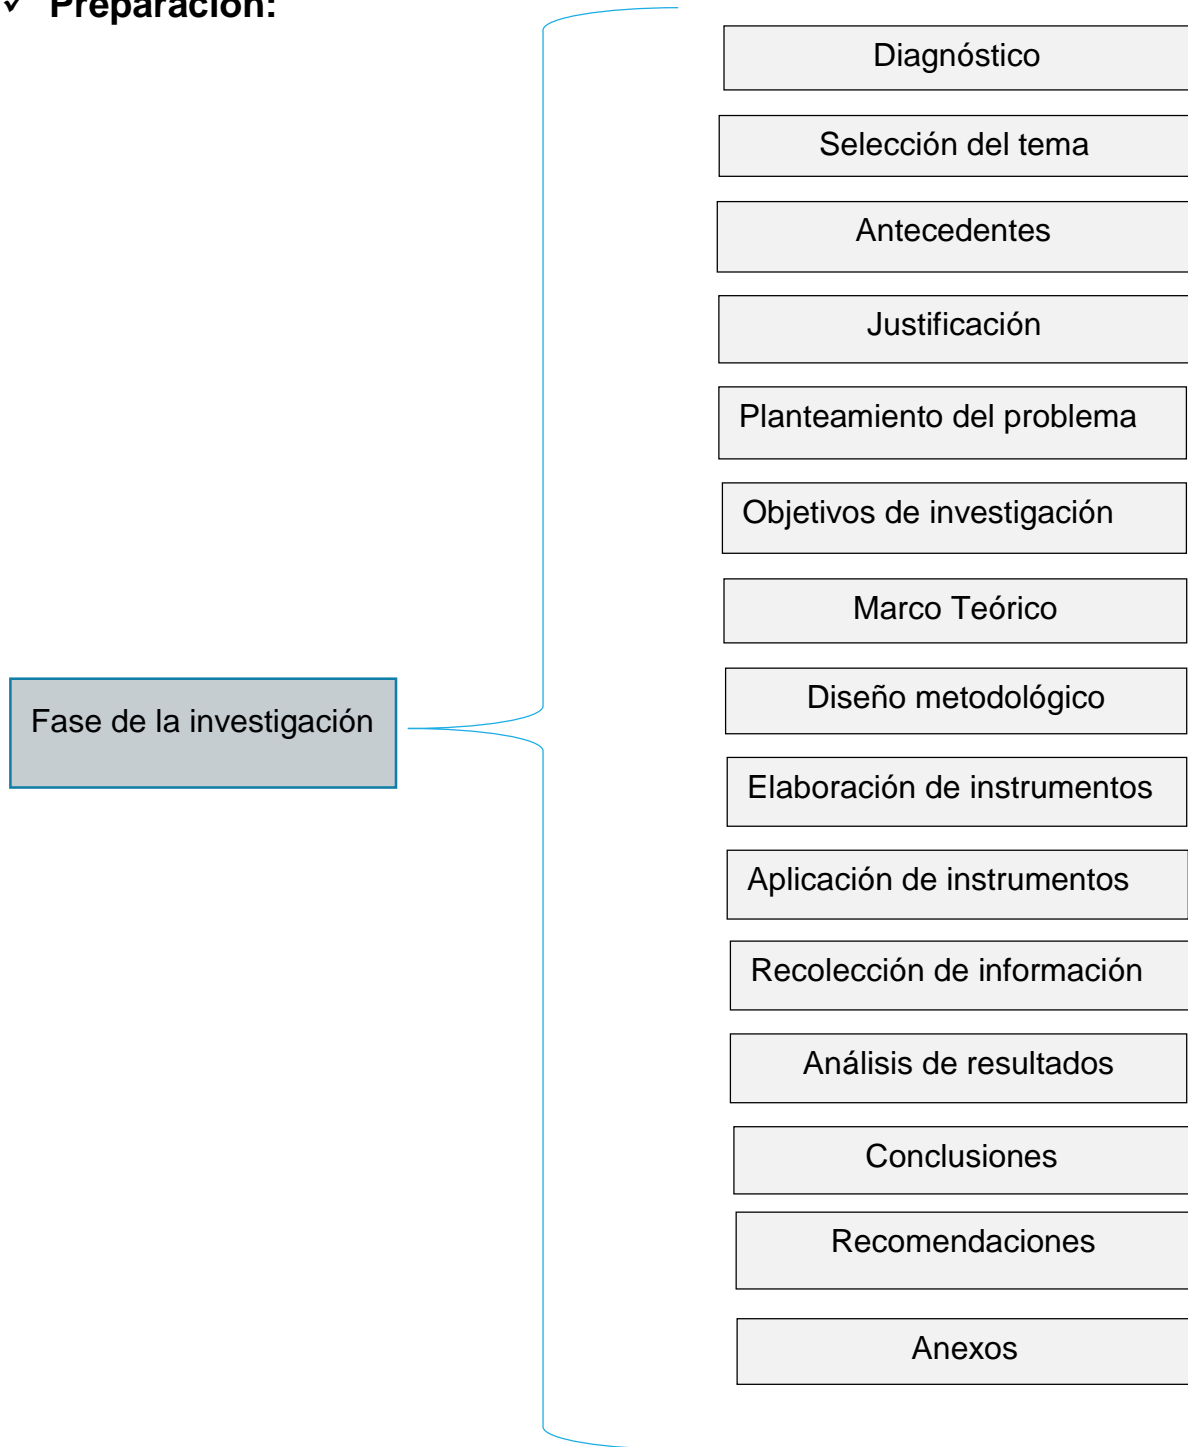 ✓ Preparación:
Diagnóstico
Selección del tema
Antecedentes
Justificación
Planteamiento del problema
Objetivos de investigación
Marco Teórico
Fase de la investigación
Diseño metodológico
Elaboración de instrumentos
Aplicación de instrumentos
Recolección de información
Análisis de resultados
Conclusiones
Recomendaciones
Anexos